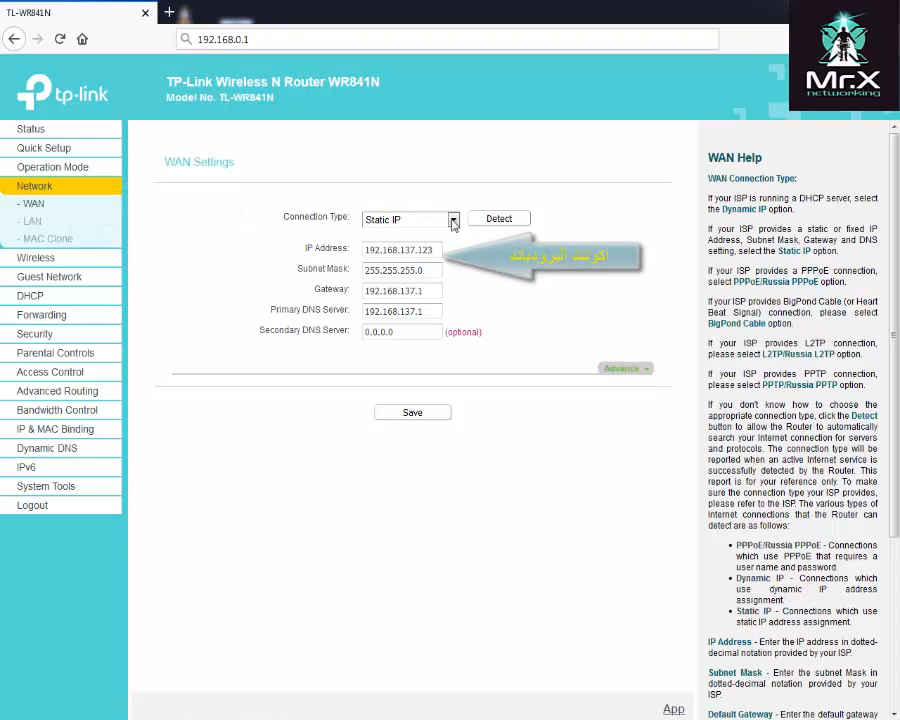 TL-WR841N
192.168.0.1
Mr.X
networking
tp-link
TP-Link Wireless N Router WR841N
Model No. TL-WR841N
Status
Quick Setup
Operation Mode
Network
- WAN
- LAN
- MAC Clone
Wireless
Guest Network
DHCP
Forwarding
Security
Parental Controls
Access Control
Advanced Routing
Bandwidth Control
IP & MAC Binding
Dynamic DNS
IPv6
System Tools
Logout
WAN Settings
Connection Type:
Static IP
Detect
IP Address:
192.168.137.123
Subnet Mask:
255.255.255.0
Gateway:
192.168.137.1
Primary DNS Server:
192.168.137.1
Secondary DNS Server:
0.0.0.0
(optional)
Advance
Save
App
WAN Help
WAN Connection Type:
If your ISP is running a DHCP server, select
the Dynamic IP option.
If your ISP provides a static or fixed IP
Address, Subnet Mask, Gateway and DNS
setting, select the Static IP option.
If your ISP provides a PPPoE connection,
select PPPoE/Russia PPPoE option.
If your ISP provides BigPond Cable (or Heart
Beat Signal) connection, please select
BigPond Cable option.
If your ISP provides L2TP connection,
please select L2TP/Russia L2TP option.
If your ISP provides PPTP connection,
please select PPTP/Russia PPTP option.
If you don't know how to choose the
appropriate connection type, click the Detect
button to allow the Router to automatically
search your Internet connection for servers
and protocols. The connection type will be
reported when an active Internet service is
successfully detected by the Router. This
report is for your reference only. To make
sure the connection type your ISP provides,
please refer to the ISP. The various types of
Internet connections that the Router can
detect are as follows:
• PPPoE/Russia PPPoE - Connections
which use PPPoE that requires a
user name and password.
• Dynamic IP - Connections which
use dynamic IP address
assignment.
• Static IP - Connections which use
static IP address assignment.
IP Address - Enter the IP address in dotted-
decimal notation provided by your ISP.
Subnet Mask - Enter the subnet Mask in
dotted-decimal notation provided by your
ISP.
Default Gateway - Enter the default gateway